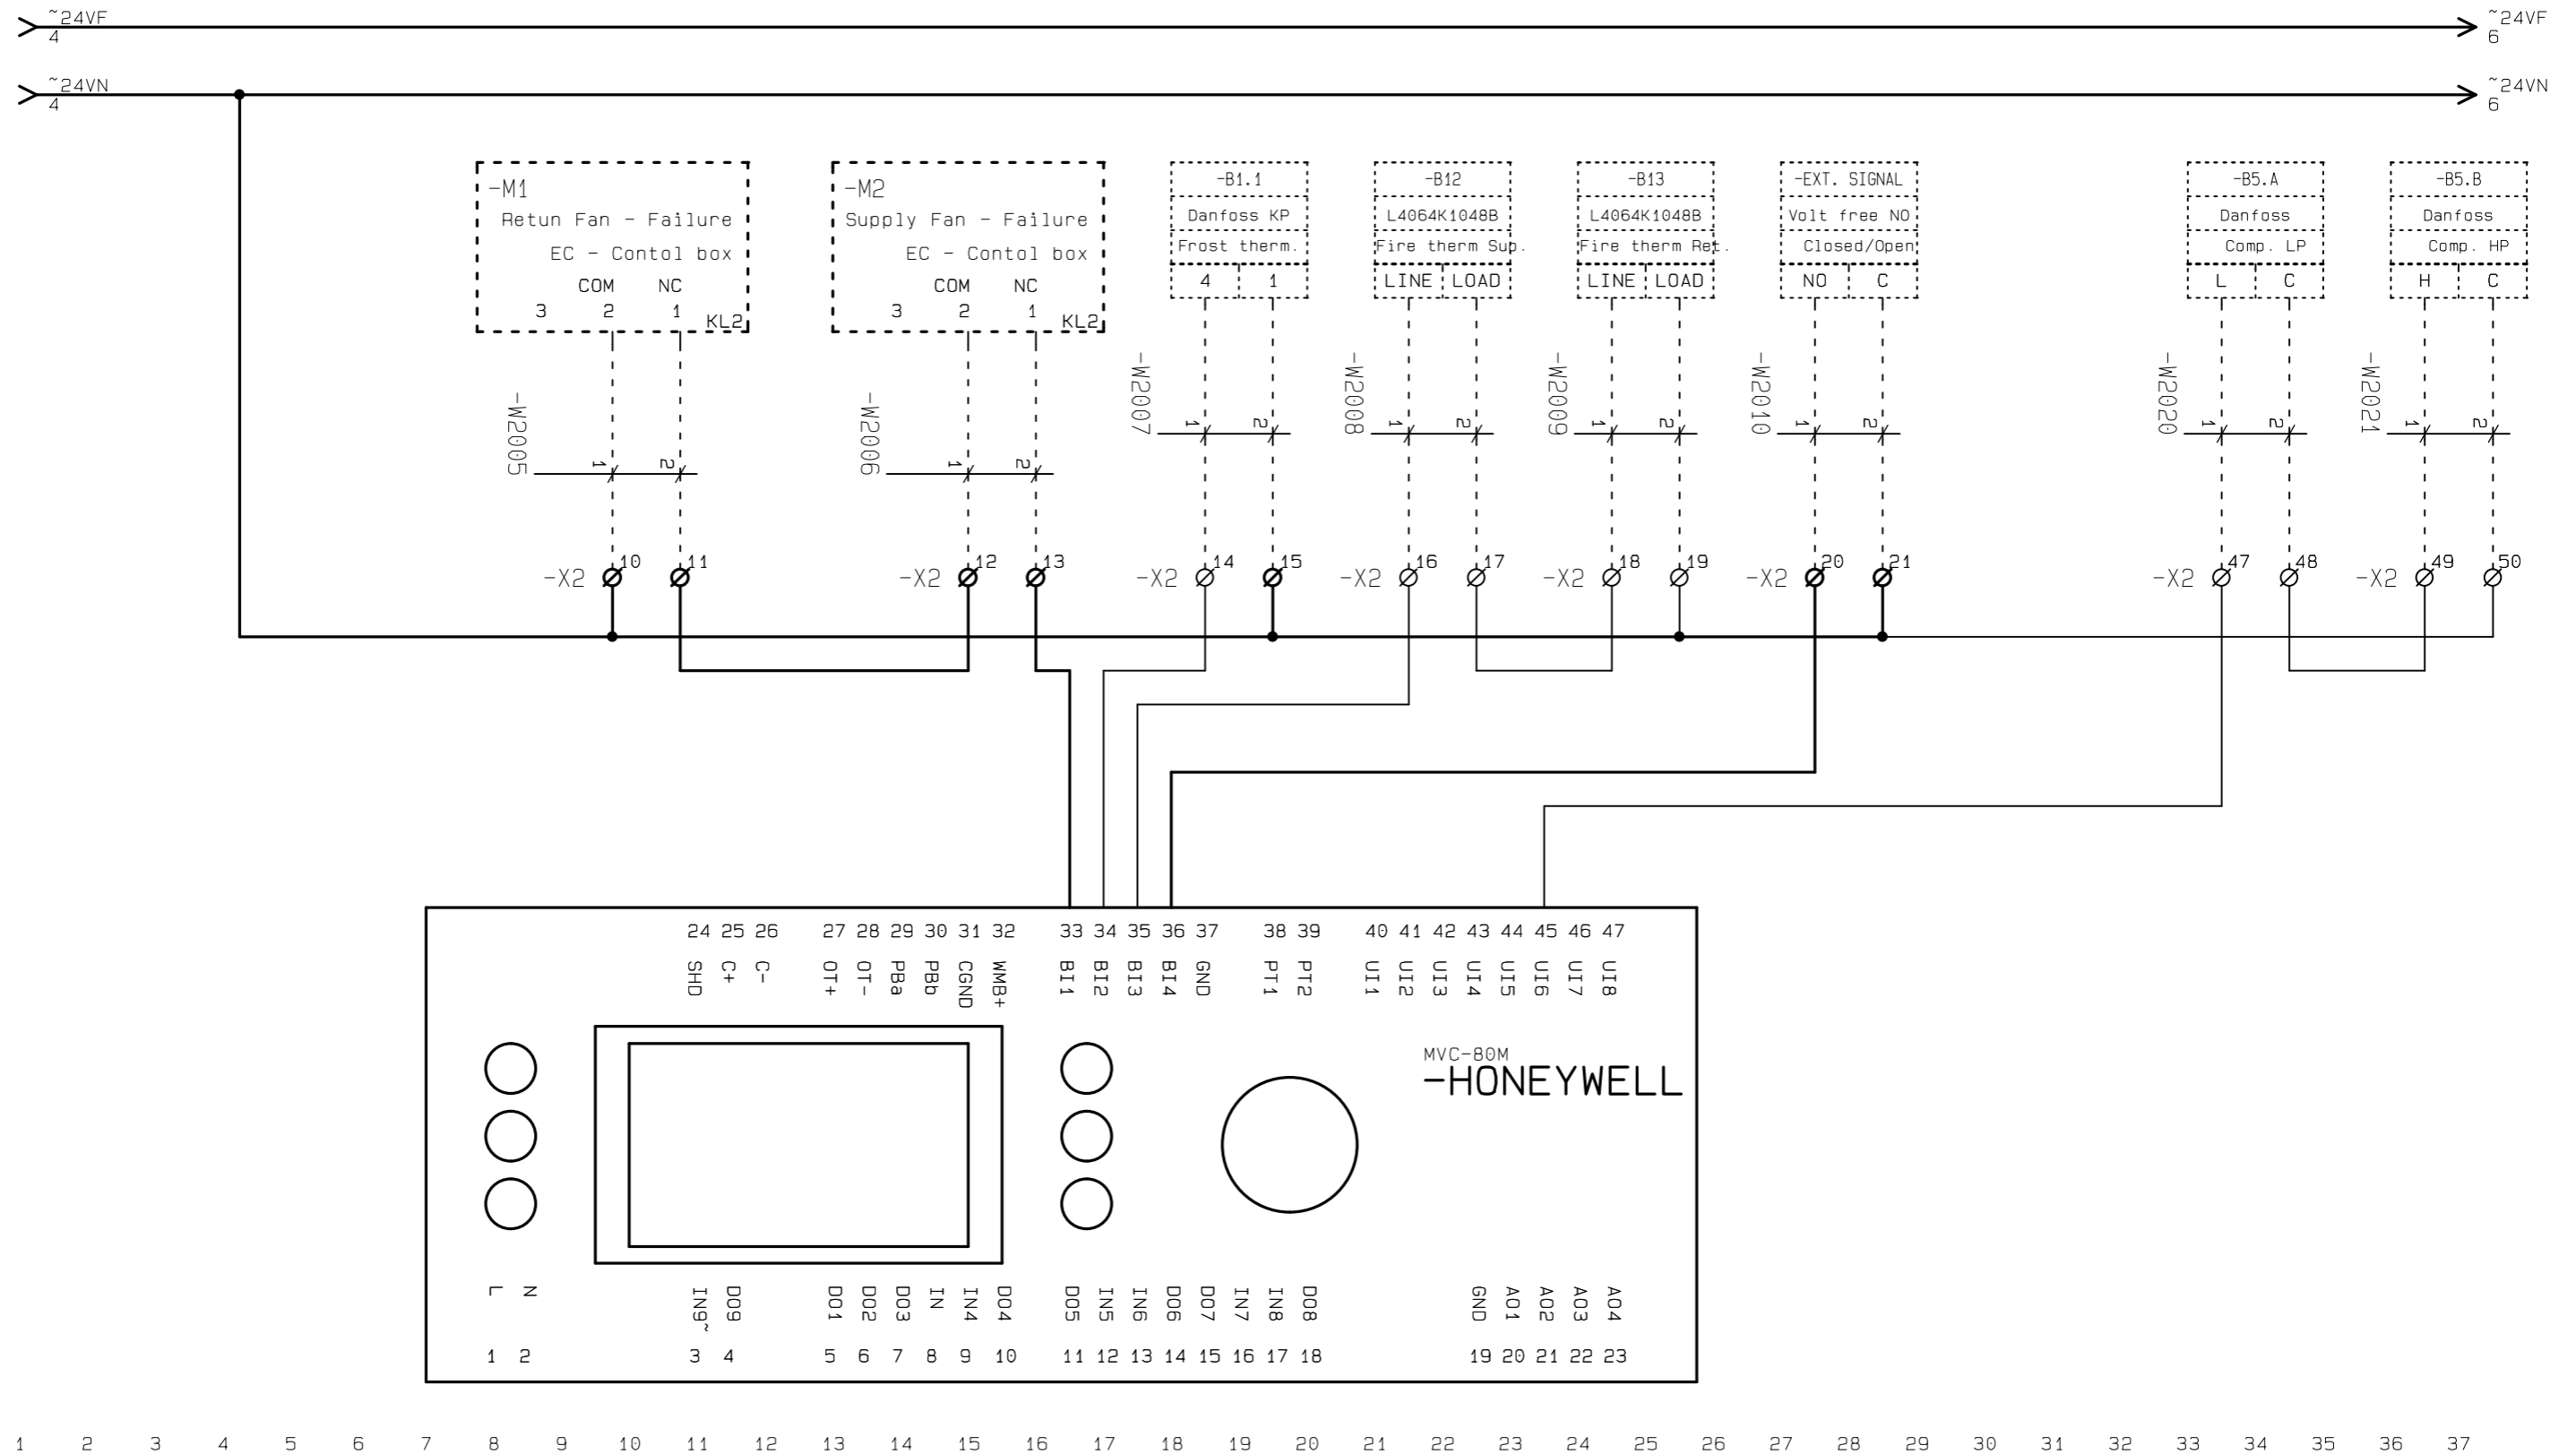 ~24VF
4
~24VF
6
~24VN
4
~24VN
6
-M1
Retun Fan - Failure
EC - Contol box
COM NC
3 2 1 KL2
-M2
Supply Fan - Failure
EC - Contol box
COM NC
3 2 1 KL2
-B1.1
Danfoss KP
Frost therm.
4 1
-B12
L4064K1048B
Fire therm Sup.
LINE LOAD
-B13
L4064K1048B
Fire therm Ret.
LINE LOAD
-EXT. SIGNAL
Volt free NO
Closed/Open
NO C
-B5.A
Danfoss
Comp. LP
L C
-B5.B
Danfoss
Comp. HP
H C
-W2005
1 2
-W2006
1 2
-W2007
1 2
-W2008
1 2
-W2009
1 2
-W2010
1 2
-W2020
1 2
-W2021
1 2
-X2 10 11
-X2 12 13
-X2 14 15
-X2 16 17
-X2 18 19
-X2 20 21
-X2 47 48
-X2 49 50
24 25 26 27 28 29 30 31 32 33 34 35 36 37 38 39 40 41 42 43 44 45 46 47
SHD C+ C- OT+ OT- PBa PBb CGND WMB+ BI1 BI2 BI3 BI4 GND PT1 PT2 UI1 UI2 UI3 UI4 UI5 UI6 UI7 UI8
MVC-80M
-HONEYWELL
L N IN9~ DO9 DO1 DO2 DO3 IN IN4 DO4 DO5 IN5 IN6 DO6 DO7 IN7 IN8 DO8 GND AO1 AO2 AO3 AO4
1 2 3 4 5 6 7 8 9 10 11 12 13 14 15 16 17 18 19 20 21 22 23
1 2 3 4 5 6 7 8 9 10 11 12 13 14 15 16 17 18 19 20 21 22 23 24 25 26 27 28 29 30 31 32 33 34 35 36 37